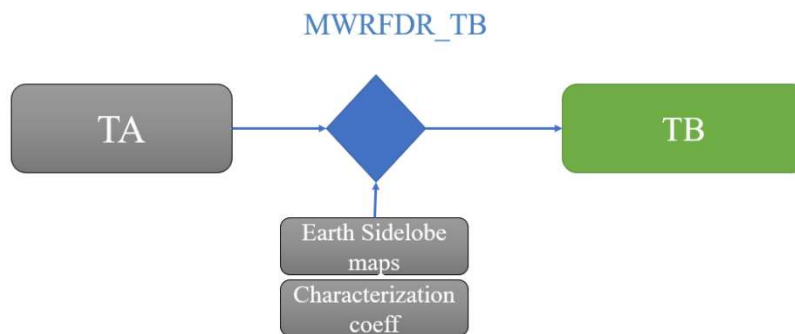 MWRFDR_TB
TA
TB
Earth Sidelobe
maps
Characterization
coeff